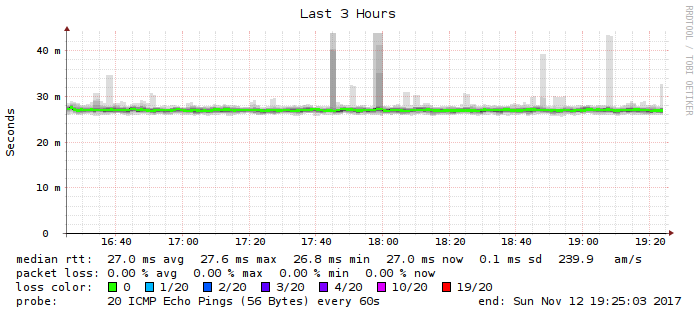 Last 3 Hours
RRDTOOL / TOBI OETIKER
Seconds
40 m
30 m
20 m
10 m
0
16:40 17:00 17:20 17:40 18:00 18:20 18:40 19:00 19:20
median rtt: 27.0 ms avg 27.6 ms max 26.8 ms min 27.0 ms now 0.1 ms sd 239.9 am/s
packet loss: 0.00 % avg 0.00 % max 0.00 % min 0.00 % now
loss color: 0 1/20 2/20 3/20 4/20 10/20 19/20
probe: 20 ICMP Echo Pings (56 Bytes) every 60s end: Sun Nov 12 19:25:03 2017